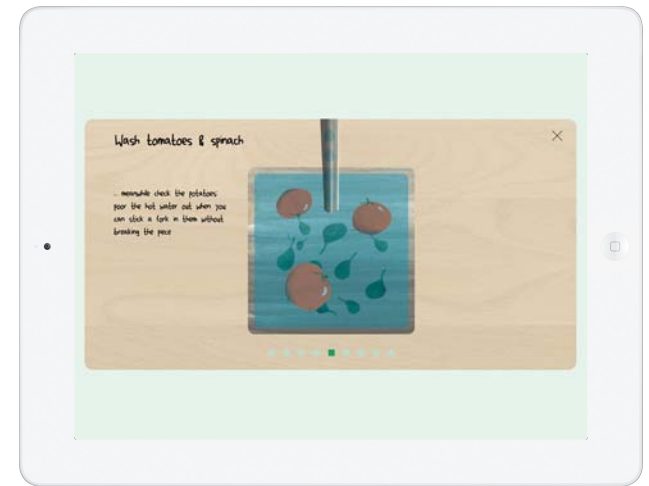 Wash tomatoes & spinach
... meanwhile check the potatoes:
poor the hot water out when you
can stick a fork in them without
breaking the piece